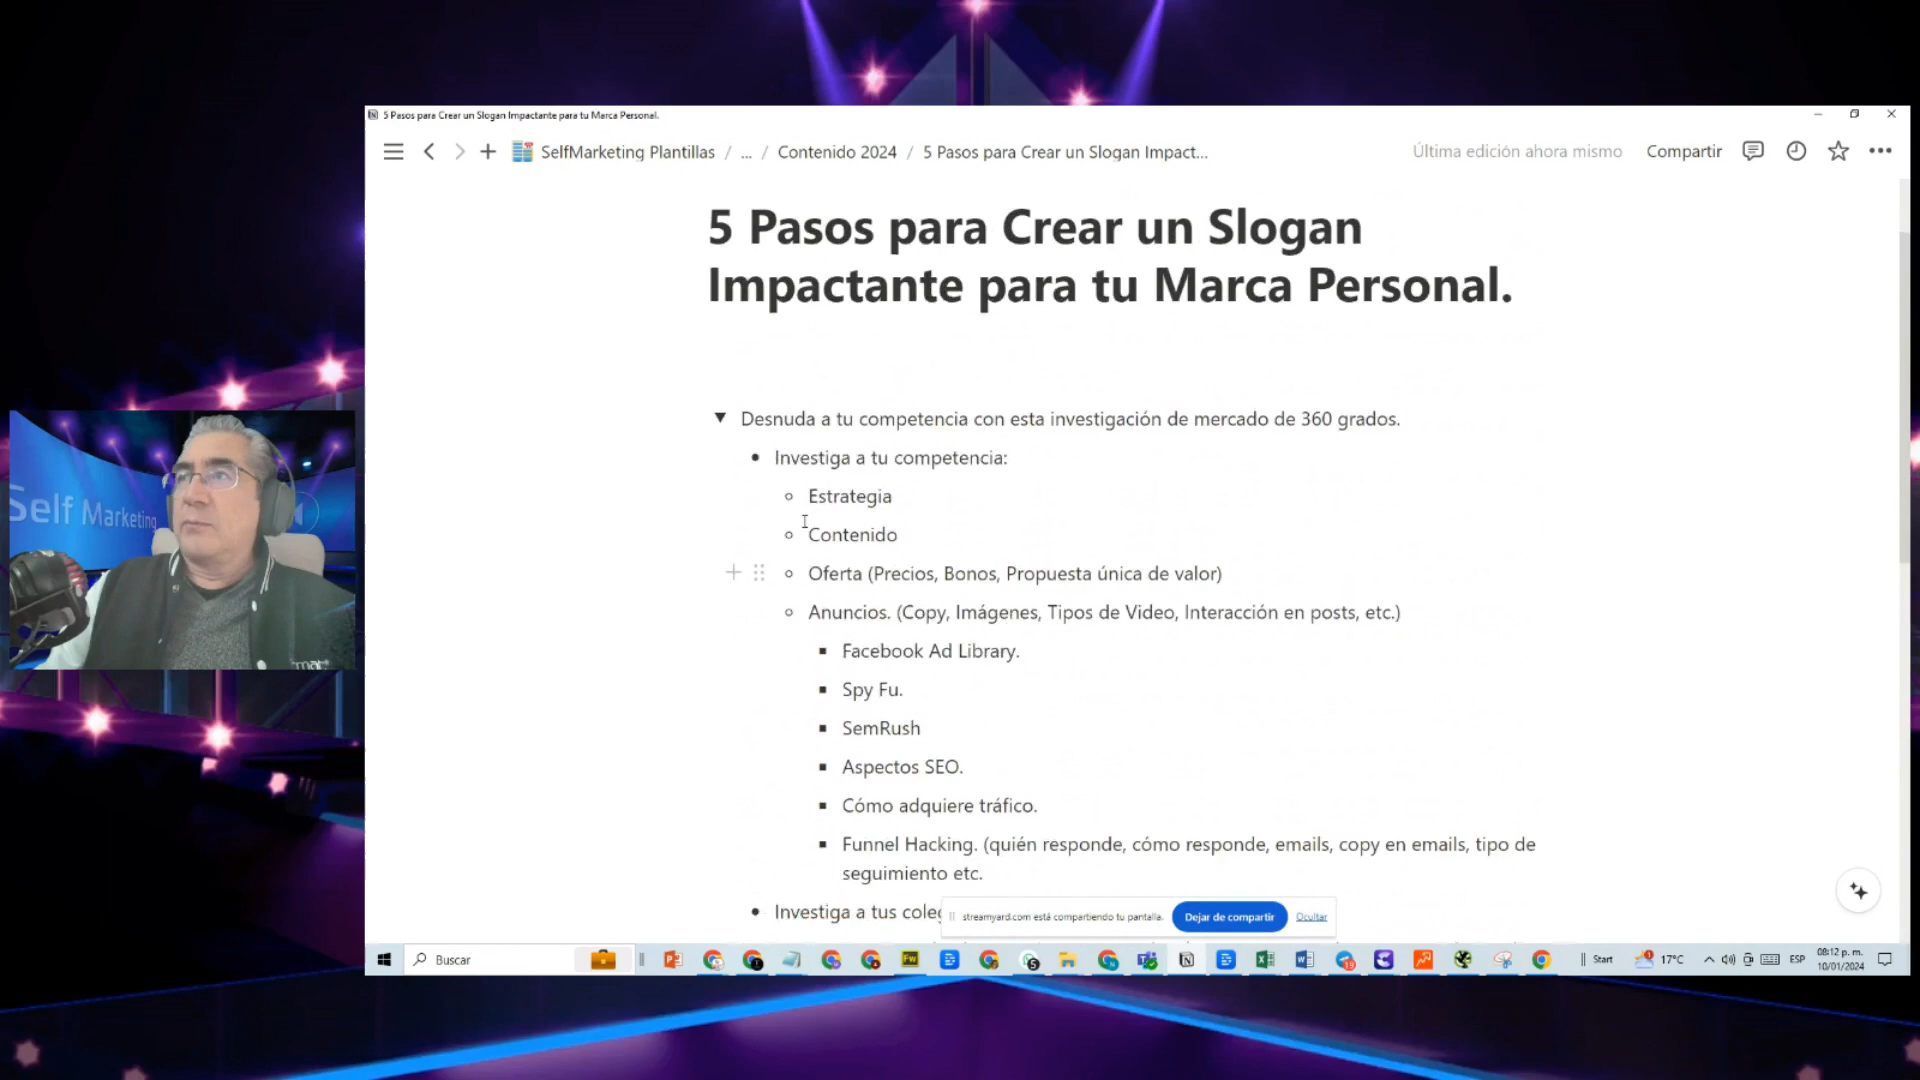 5 Pasos para Crear un Slogan Impactante para tu Marca Personal.
SelfMarketing Plantillas / ... / Contenido 2024 / 5 Pasos para Crear un Slogan Impact...
Última edición ahora mismo
Compartir
5 Pasos para Crear un Slogan
Impactante para tu Marca Personal.
Desnuda a tu competencia con esta investigación de mercado de 360 grados.
Investiga a tu competencia:
Estrategia
Contenido
Oferta (Precios, Bonos, Propuesta única de valor)
Anuncios. (Copy, Imágenes, Tipos de Video, Interacción en posts, etc.)
Facebook Ad Library.
Spy Fu.
SemRush
Aspectos SEO.
Cómo adquiere tráfico.
Funnel Hacking. (quién responde, cómo responde, emails, copy en emails, tipo de
seguimiento etc.
Investiga a tus
streamyard.com está compartiendo tu pantalla.
Dejar de compartir
Ocultar
Self Marketing
Buscar
Start
17°C
ESP
08:12 p. m.
10/01/2024